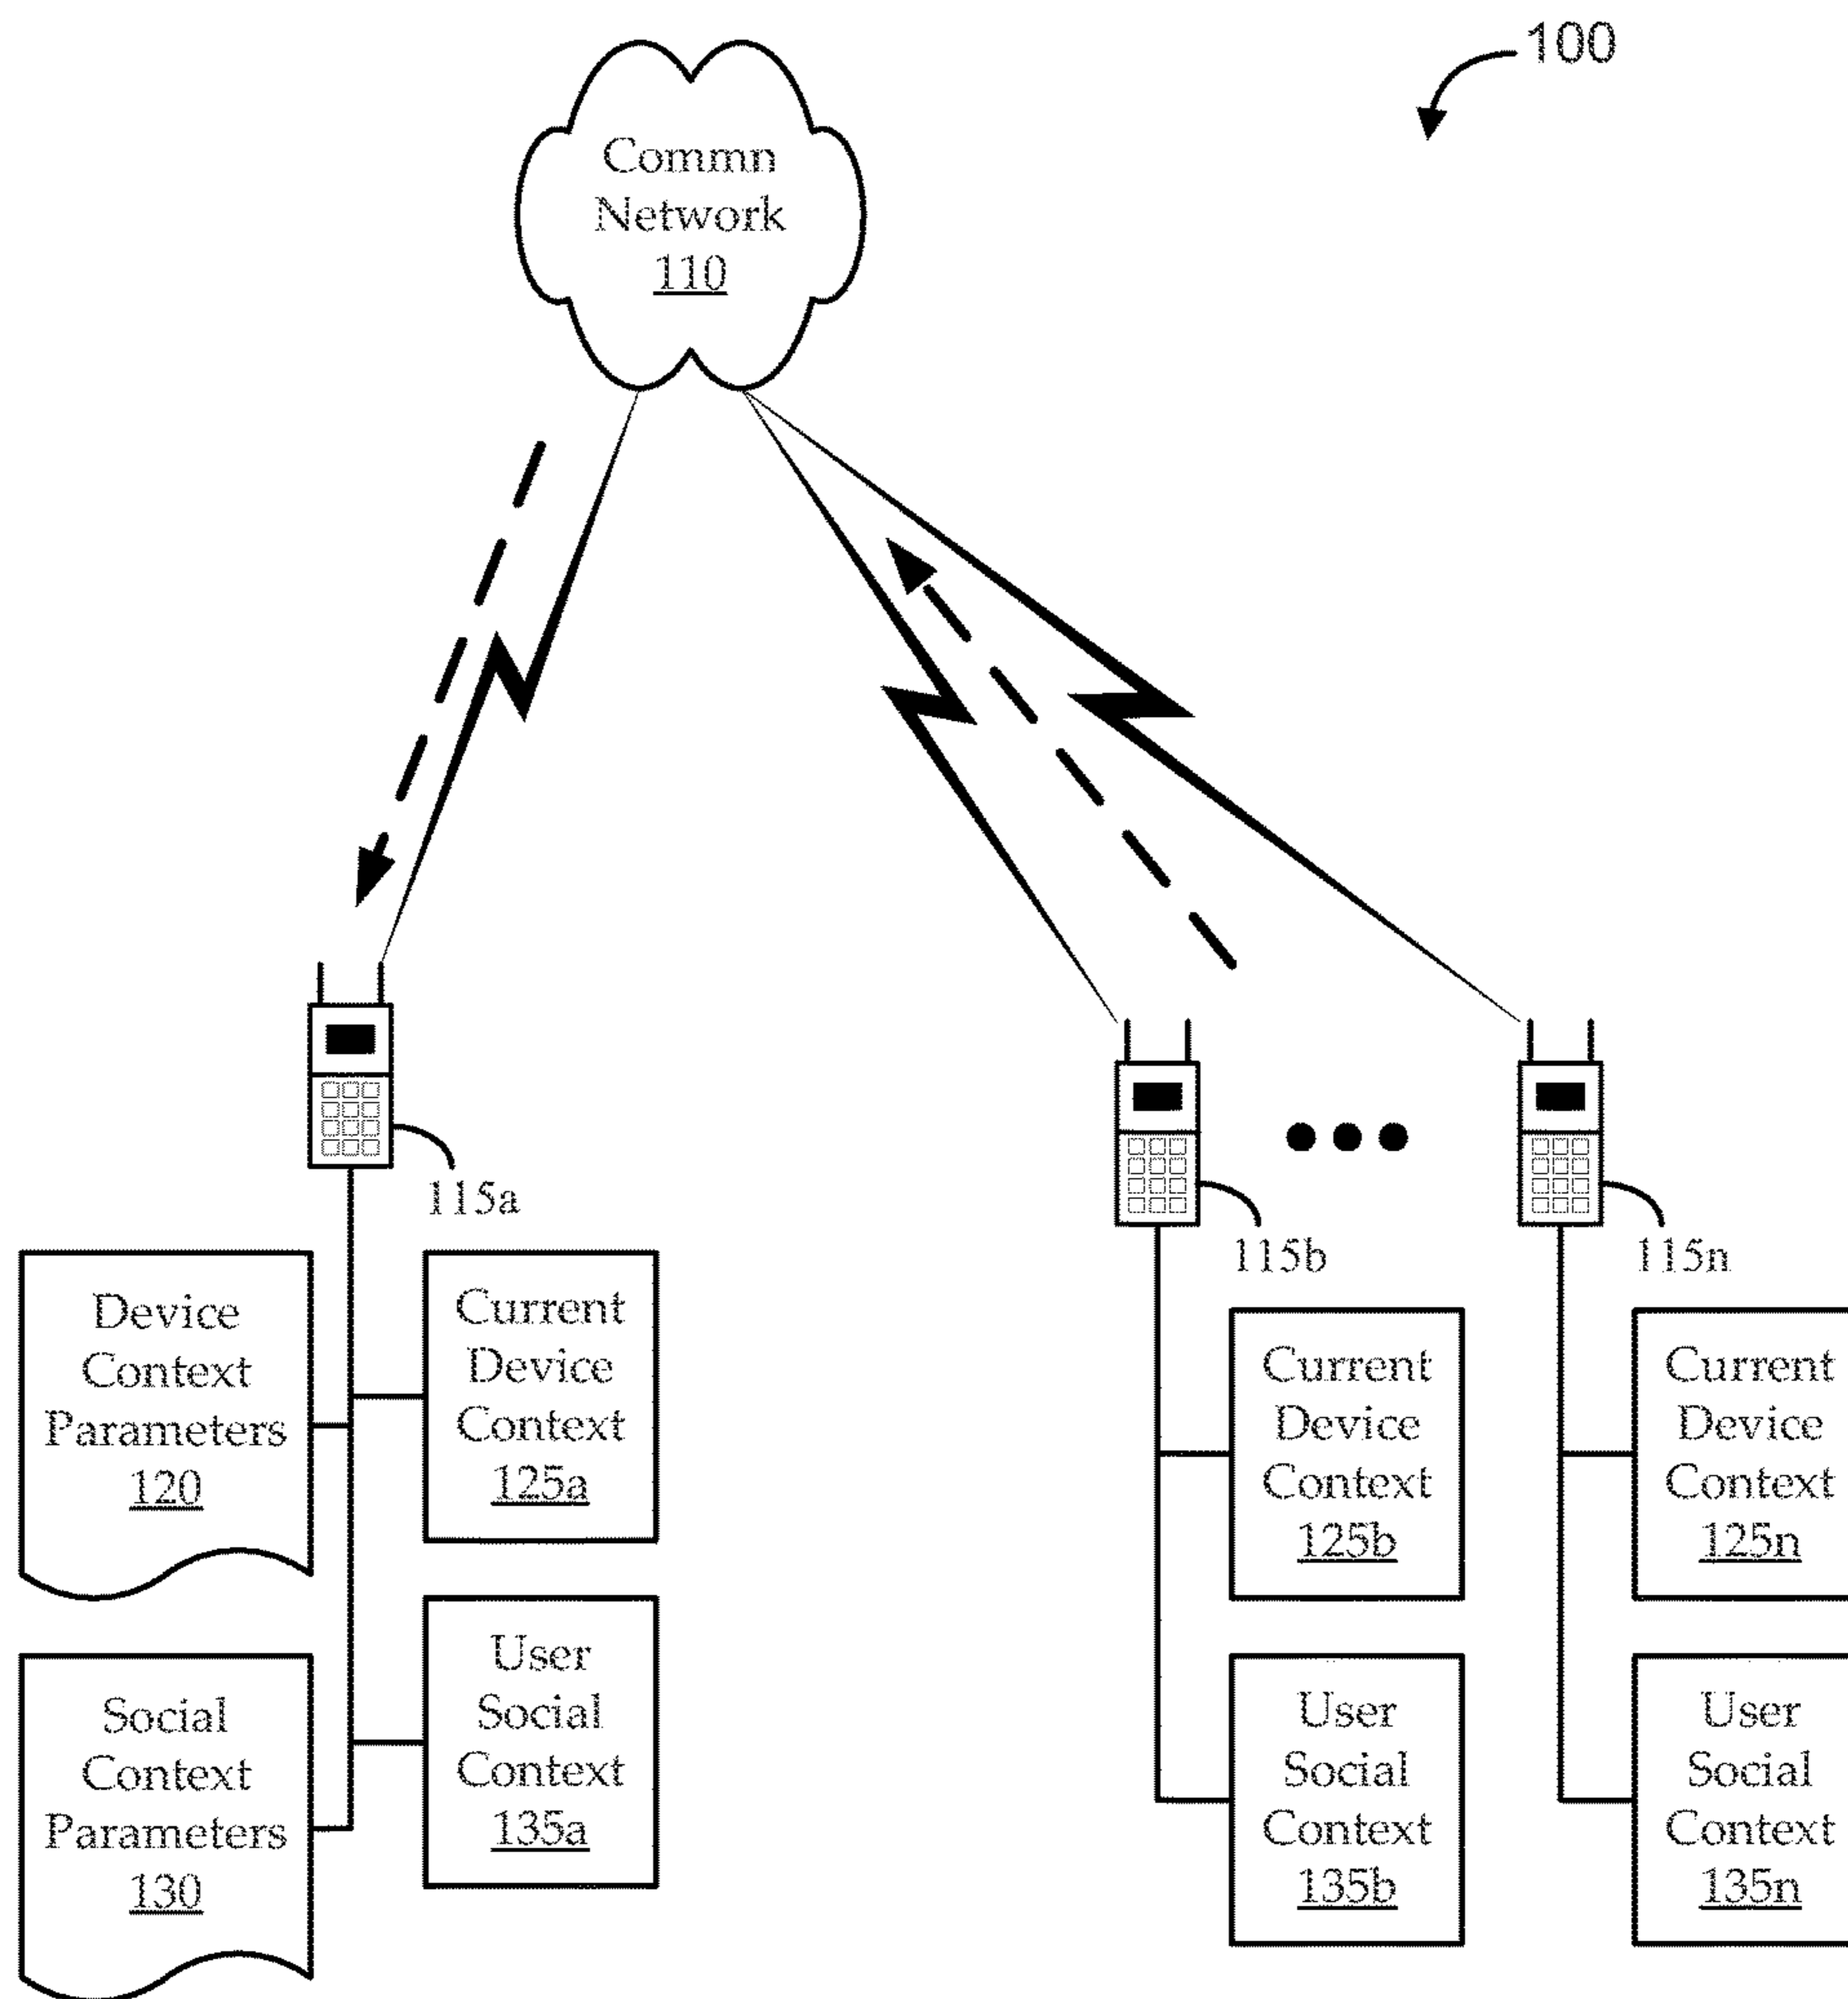 100
Commn
Network
110
115a
115b
115n
Device
Context
Parameters
120
Current
Device
Context
125a
Current
Device
Context
125b
Current
Device
Context
125n
Social
Context
Parameters
130
User
Social
Context
135a
User
Social
Context
135b
User
Social
Context
135n